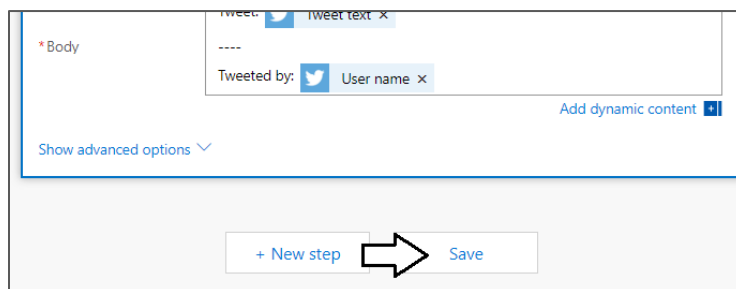 Tweet: Tweet text ×
*Body
----
Tweeted by: User name ×
Add dynamic content +
Show advanced options
+ New step Save